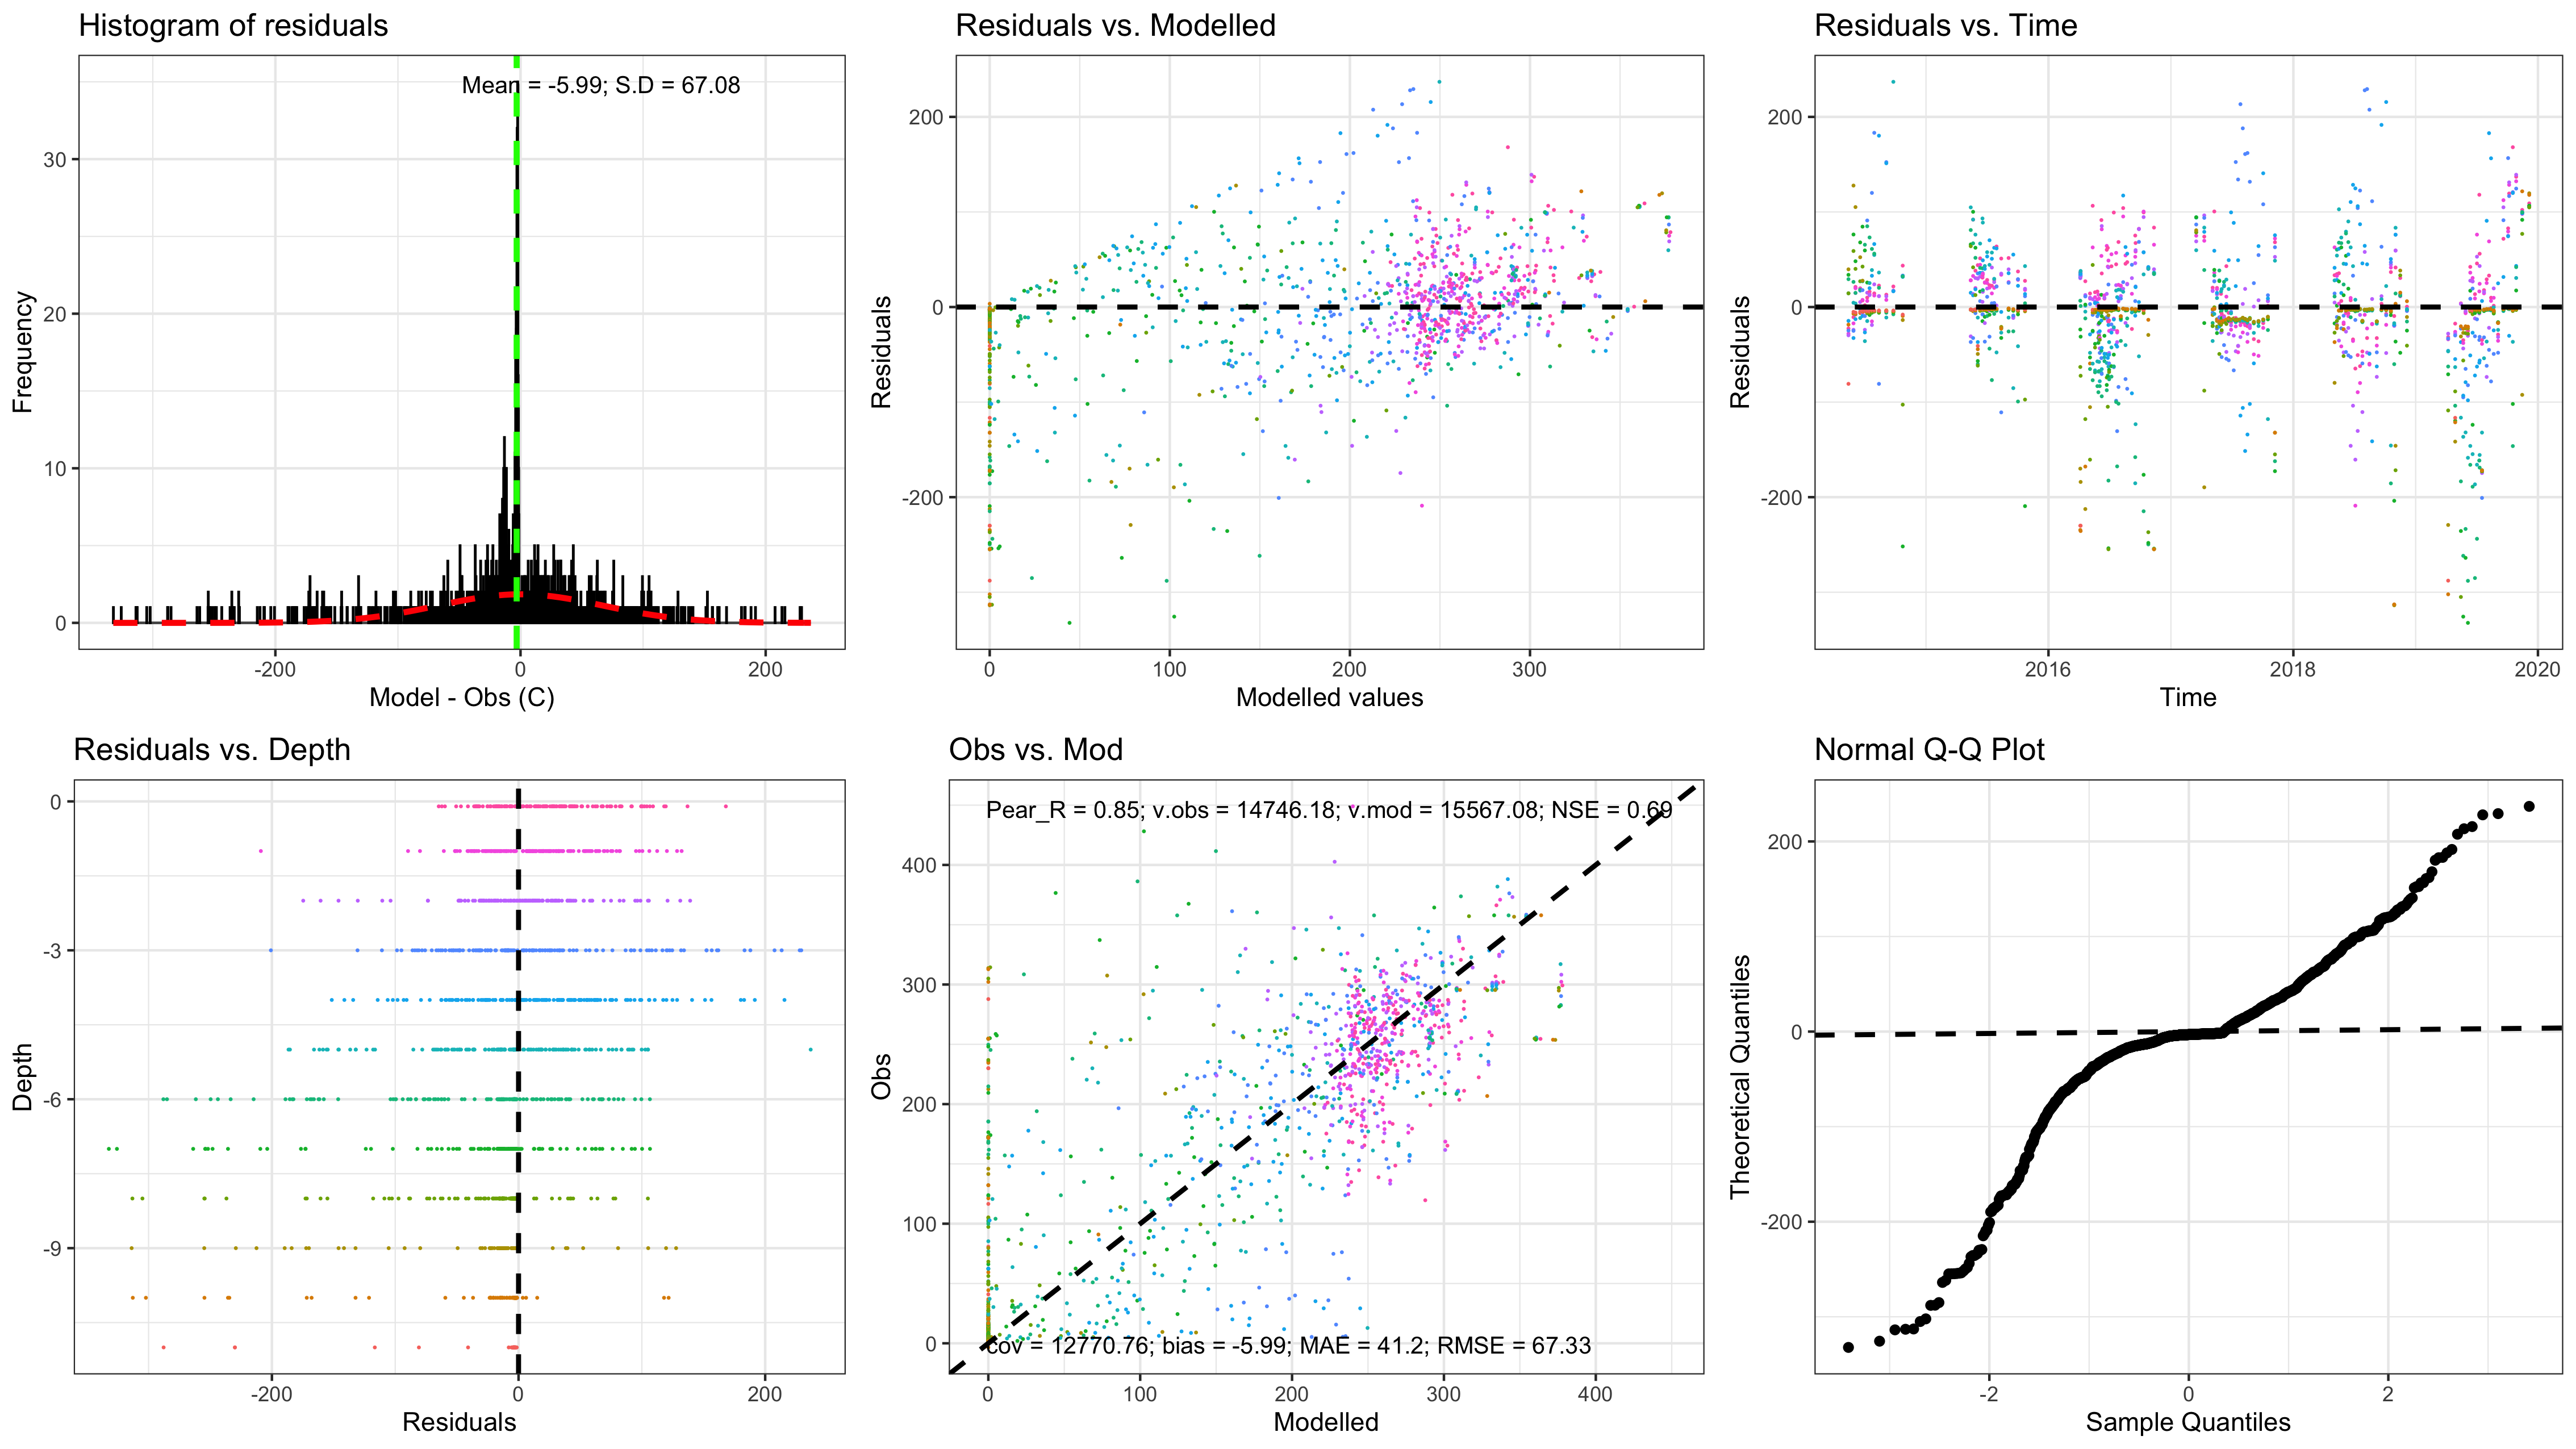 Histogram of residuals
Mean = -5.99; S.D = 67.08
30
20
10
0
Frequency
-200 0 200
Model - Obs (C)
Residuals vs. Modelled
200
0
-200
Residuals
0 100 200 300
Modelled values
Residuals vs. Time
200
0
-200
Residuals
2016 2018 2020
Time
Residuals vs. Depth
0
-3
-6
-9
Depth
-200 0 200
Residuals
Obs vs. Mod
Pear_R = 0.85; v.obs = 14746.18; v.mod = 15567.08; NSE = 0.69
400
300
200
100
0
Obs
cov = 12770.76; bias = -5.99; MAE = 41.2; RMSE = 67.33
0 100 200 300 400
Modelled
Normal Q-Q Plot
200
0
-200
Theoretical Quantiles
-2 0 2
Sample Quantiles